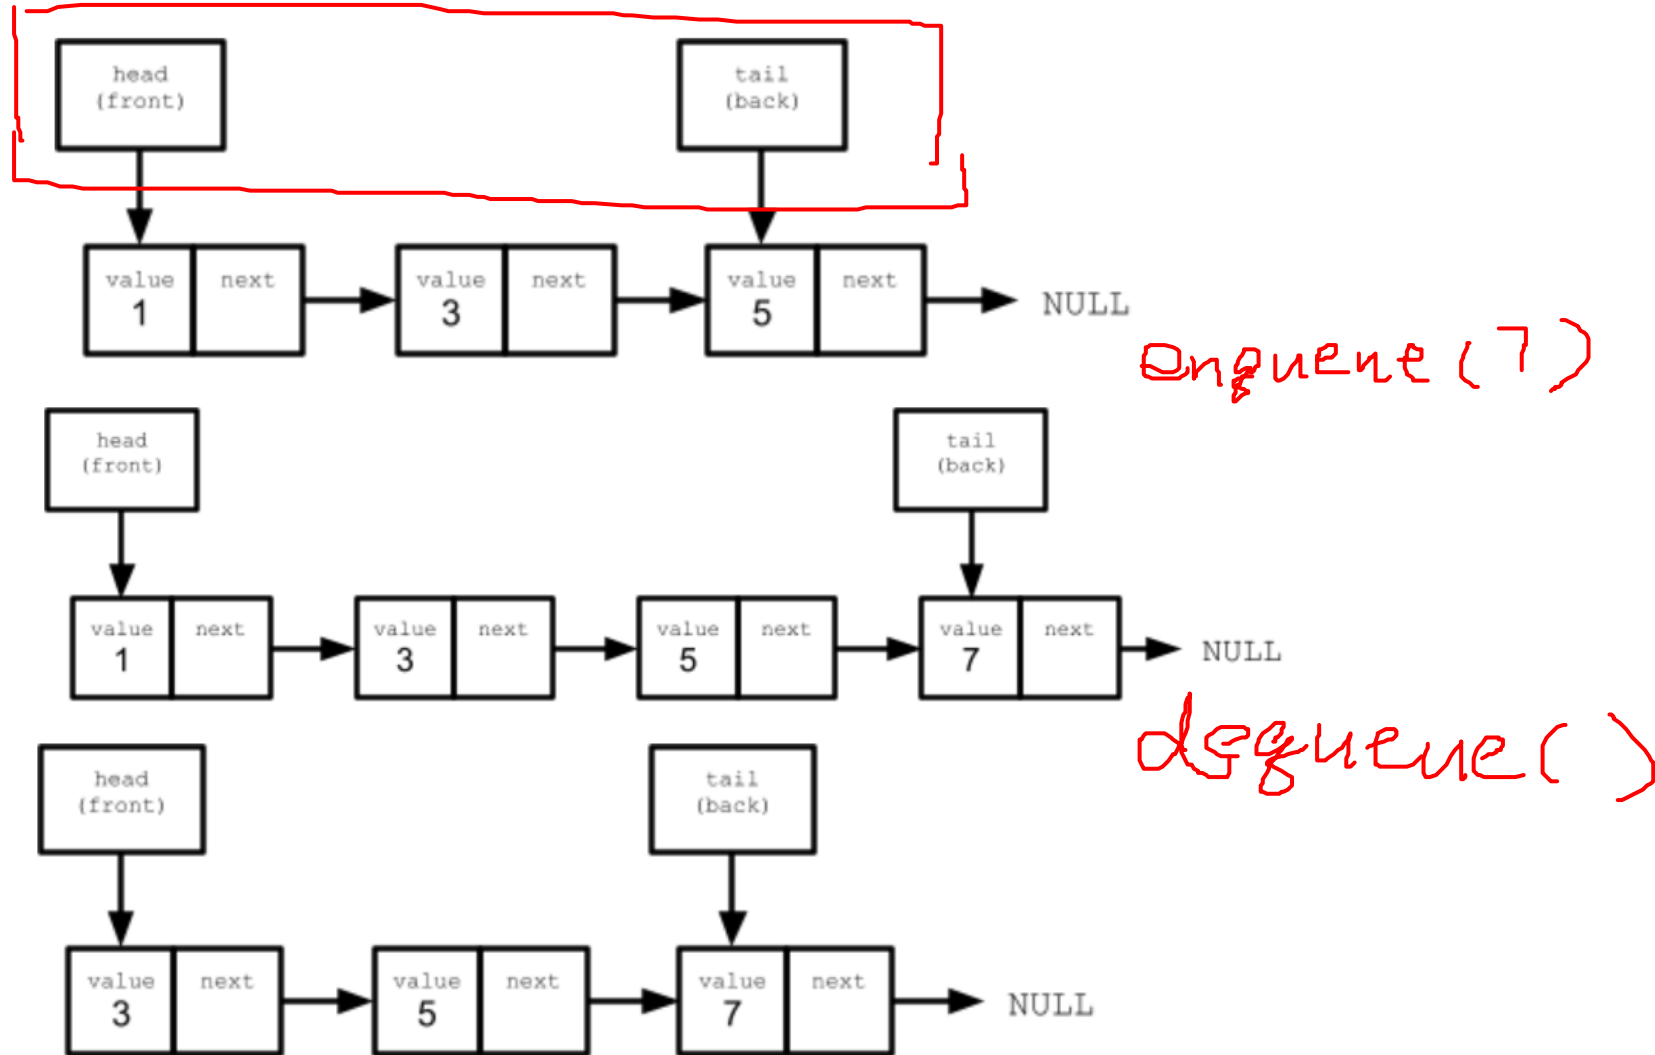 head tail
(front) (back)
value next value next value next
1 3 5 NULL
enqueue(7)
head tail
(front) (back)
value next value next value next value next
1 3 5 7 NULL
dequeue()
head tail
(front) (back)
value next value next value next
3 5 7 NULL